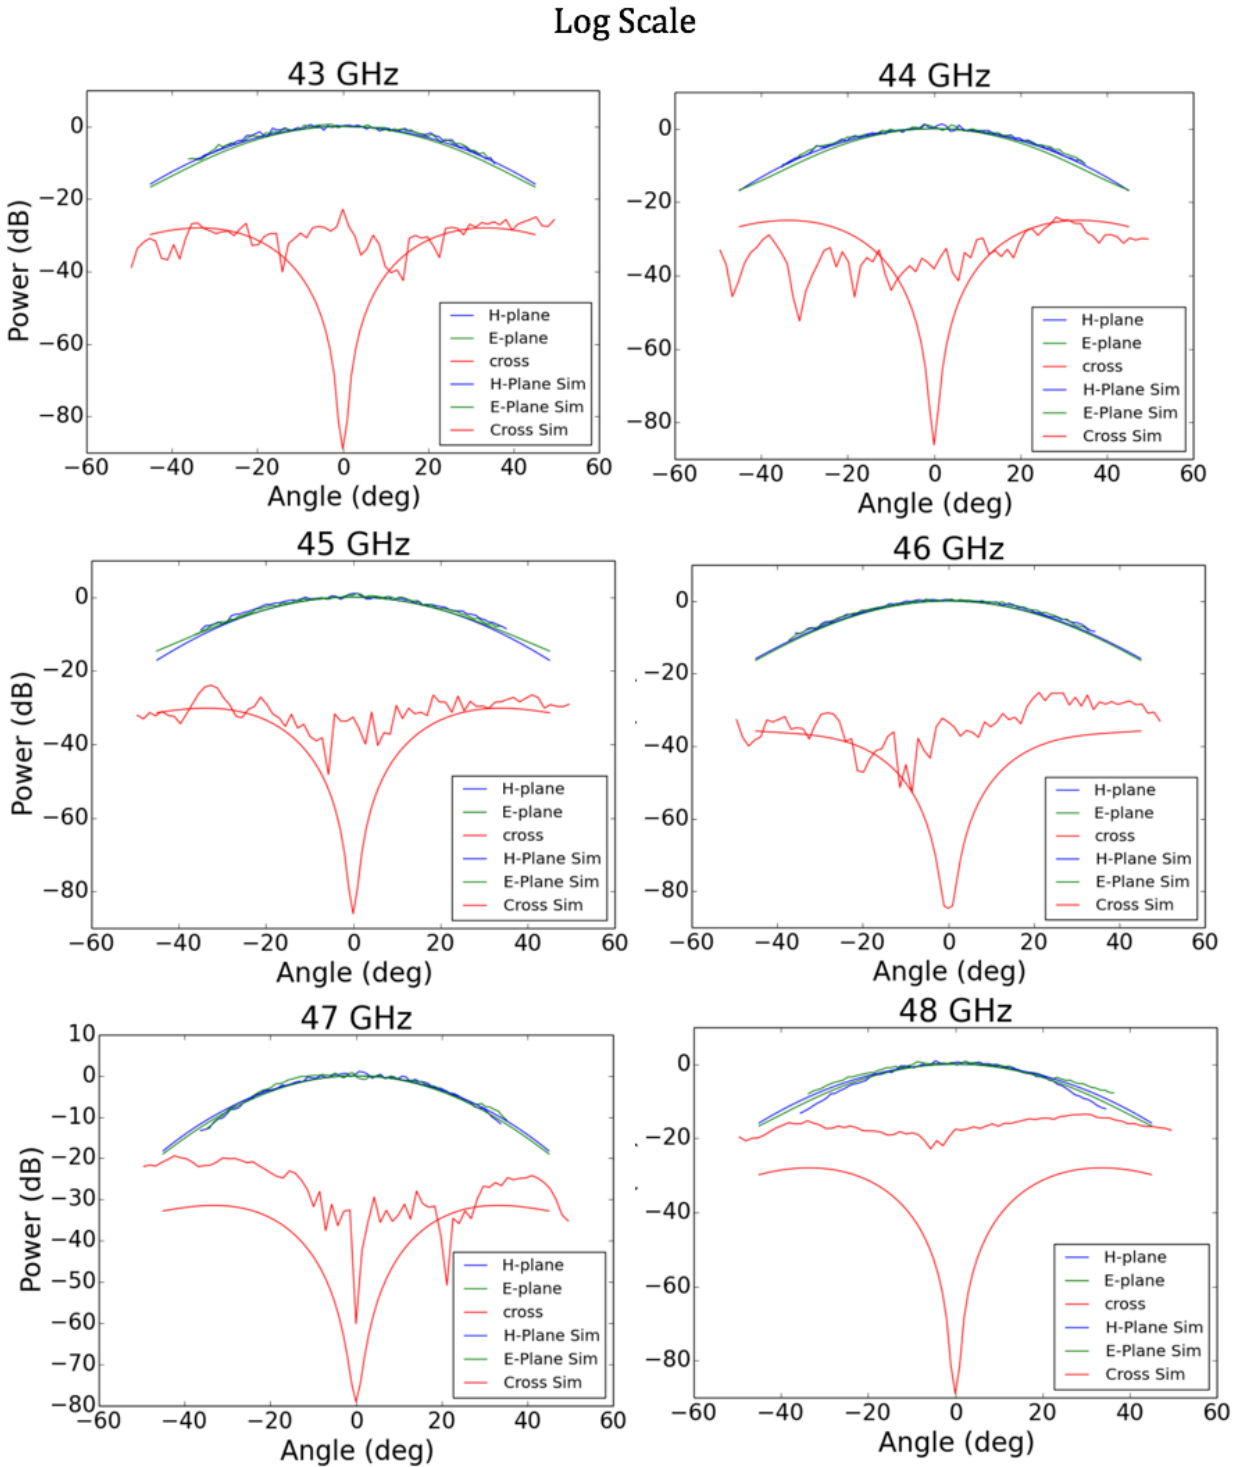 Log Scale
43 GHz
0
−20
−40
−60
−80
Power (dB)
H-plane
E-plane
cross
H-Plane Sim
E-Plane Sim
Cross Sim
−60 −40 −20 0 20 40 60
Angle (deg)
44 GHz
0
−20
−40
−60
−80
H-plane
E-plane
cross
H-Plane Sim
E-Plane Sim
Cross Sim
−60 −40 −20 0 20 40 60
Angle (deg)
45 GHz
0
−20
−40
−60
−80
Power (dB)
H-plane
E-plane
cross
H-Plane Sim
E-Plane Sim
Cross Sim
−60 −40 −20 0 20 40 60
Angle (deg)
46 GHz
0
−20
−40
−60
−80
H-plane
E-plane
cross
H-Plane Sim
E-Plane Sim
Cross Sim
−60 −40 −20 0 20 40 60
Angle (deg)
47 GHz
10
0
−10
−20
−30
−40
−50
−60
−70
−80
Power (dB)
H-plane
E-plane
cross
H-Plane Sim
E-Plane Sim
Cross Sim
−60 −40 −20 0 20 40 60
Angle (deg)
48 GHz
0
−20
−40
−60
−80
H-plane
E-plane
cross
H-Plane Sim
E-Plane Sim
Cross Sim
−60 −40 −20 0 20 40 60
Angle (deg)